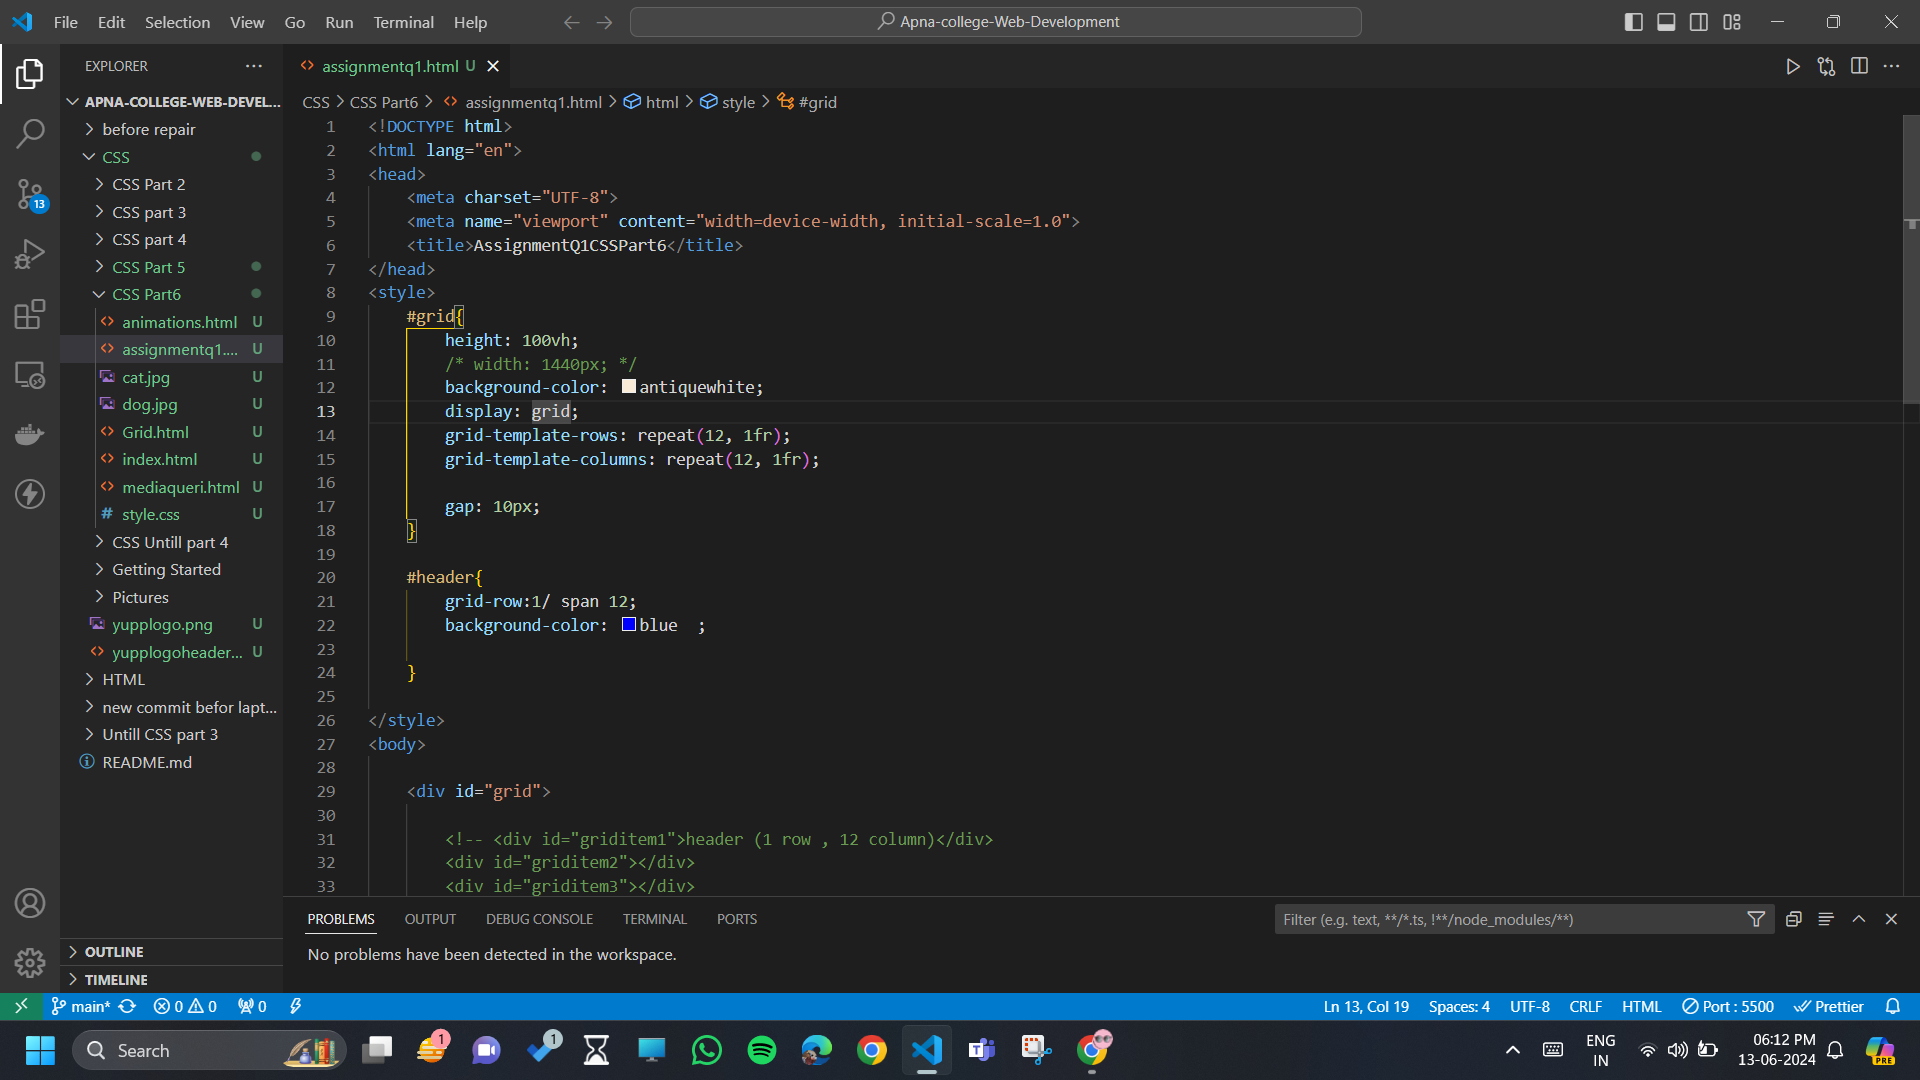 File Edit Selection View Go Run Terminal Help
Apna-college-Web-Development
EXPLORER
APNA-COLLEGE-WEB-DEVEL...
before repair
CSS
CSS Part 2
CSS part 3
CSS part 4
CSS Part 5
CSS Part6
animations.html U
assignmentq1.... U
cat.jpg U
dog.jpg U
Grid.html U
index.html U
mediaqueri.html U
# style.css U
CSS Untill part 4
Getting Started
Pictures
yupplogo.png U
yupplogoheader... U
HTML
new commit befor lapt...
Untill CSS part 3
README.md
OUTLINE
TIMELINE
13
assignmentq1.html U
CSS > CSS Part6 > assignmentq1.html > html > style > #grid
1 <!DOCTYPE html>
2 <html lang="en">
3 <head>
4 <meta charset="UTF-8">
5 <meta name="viewport" content="width=device-width, initial-scale=1.0">
6 <title>AssignmentQ1CSSPart6</title>
7 </head>
8 <style>
9 #grid{
10 height: 100vh;
11 /* width: 1440px; */
12 background-color: antiquewhite;
13 display: grid;
14 grid-template-rows: repeat(12, 1fr);
15 grid-template-columns: repeat(12, 1fr);
16
17 gap: 10px;
18 }
19
20 #header{
21 grid-row:1/ span 12;
22 background-color: blue ;
23
24 }
25
26 </style>
27 <body>
28
29 <div id="grid">
30
31 <!-- <div id="griditem1">header (1 row , 12 column)</div>
32 <div id="griditem2"></div>
33 <div id="griditem3"></div>
PROBLEMS OUTPUT DEBUG CONSOLE TERMINAL PORTS
Filter (e.g. text, **/*.ts, !**/node_modules/**)
No problems have been detected in the workspace.
main* 0 0 0
Ln 13, Col 19 Spaces: 4 UTF-8 CRLF HTML Port : 5500 Prettier
Search
1
1
ENG
IN
06:12 PM
13-06-2024
PRE